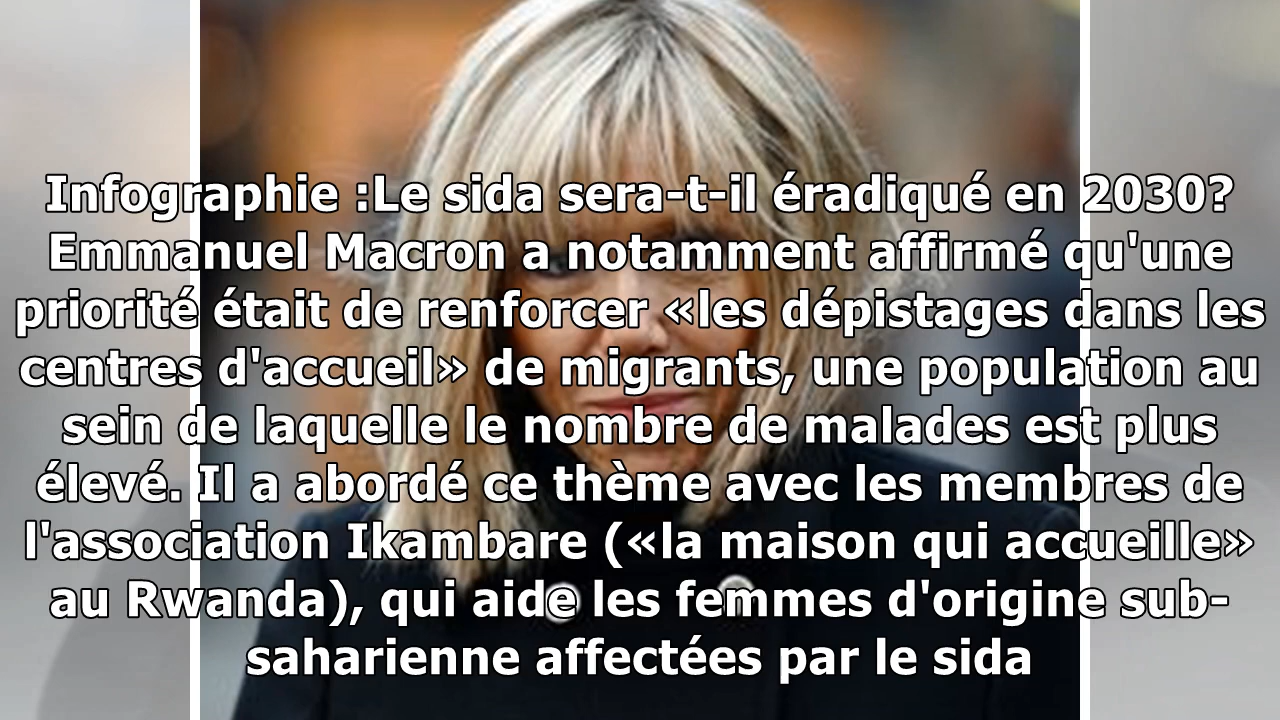 Infographie :Le sida sera-t-il éradiqué en 2030?
Emmanuel Macron a notamment affirmé qu'une
priorité était de renforcer «les dépistages dans les
centres d'accueil» de migrants, une population au
sein de laquelle le nombre de malades est plus
élevé. Il a abordé ce thème avec les membres de
l'association Ikambare («la maison qui accueille»
au Rwanda), qui aide les femmes d'origine sub-
saharienne affectées par le sida